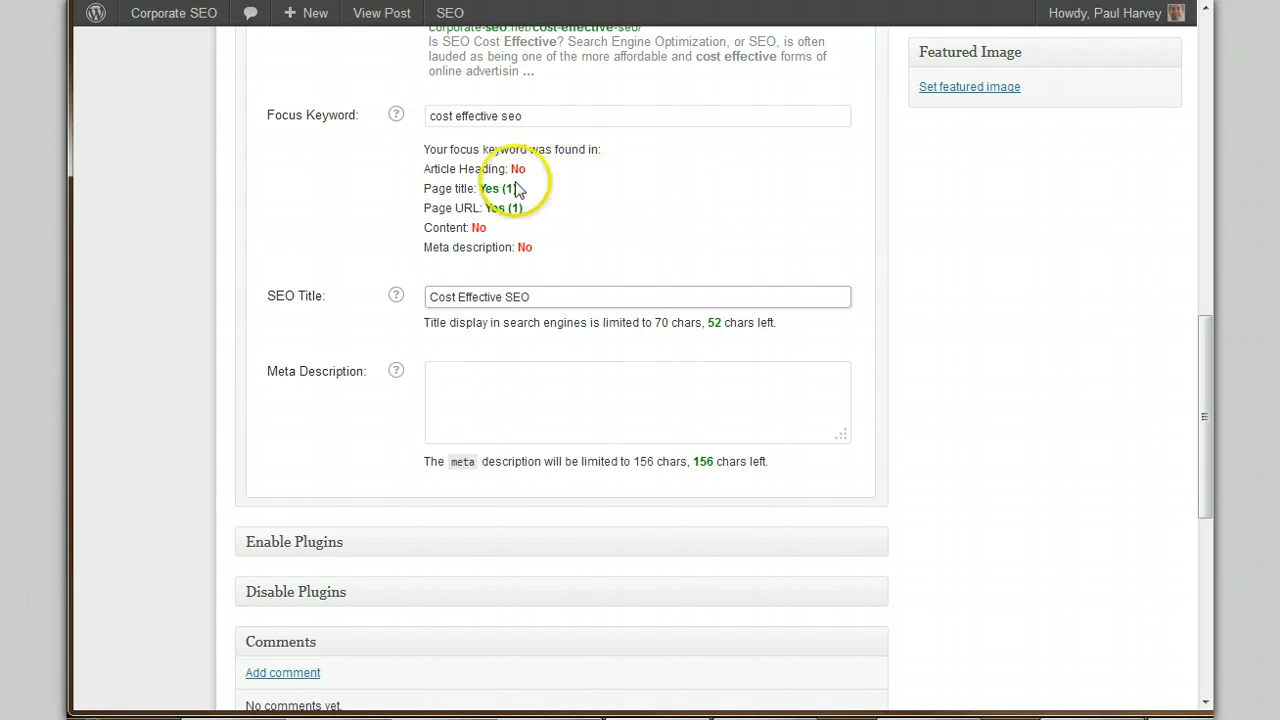 Corporate SEO New View Post SEO Howdy, Paul Harvey
corporate-seo.net/cost-effective-seo/
Is SEO Cost Effective? Search Engine Optimization, or SEO, is often
lauded as being one of the more affordable and cost effective forms of
online advertisin ...
Featured Image
Set featured image
Focus Keyword: ? cost effective seo
Your focus keyword was found in:
Article Heading: No
Page title: Yes (1)
Page URL: Yes (1)
Content: No
Meta description: No
SEO Title: ? Cost Effective SEO
Title display in search engines is limited to 70 chars, 52 chars left.
Meta Description: ?
The meta description will be limited to 156 chars, 156 chars left.
Enable Plugins
Disable Plugins
Comments
Add comment
No comments yet.